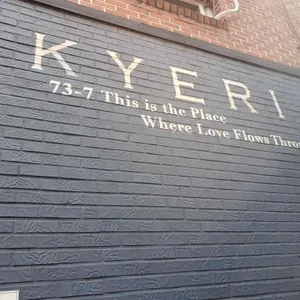 KYERI
73-7 This is the Place
Where Love Flows Throu